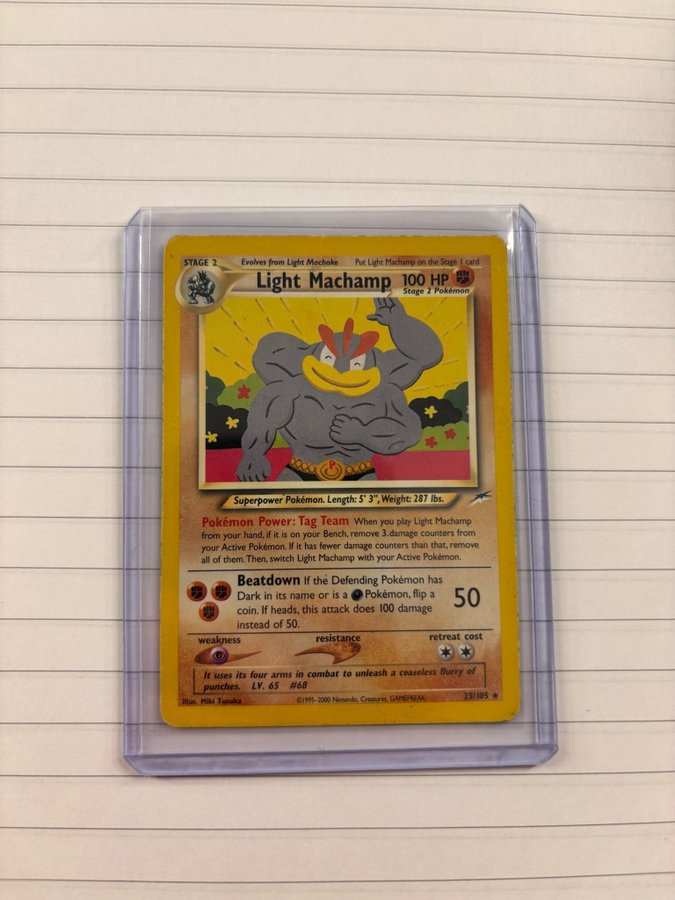 STAGE 2 Evolves from Light Machoke Put Light Machamp on the Stage 1 card
Light Machamp 100 HP
Stage 2 Pokémon
P
Superpower Pokémon. Length: 5' 3", Weight: 287 lbs.
Pokémon Power: Tag Team When you play Light Machamp
from your hand, if it is on your Bench, remove 3 damage counters from
your Active Pokémon. If it has fewer damage counters than that, remove
all of them. Then, switch Light Machamp with your Active Pokémon.
Beatdown If the Defending Pokémon has
Dark in its name or is a Pokémon, flip a
coin. If heads, this attack does 100 damage
instead of 50.
50
weakness resistance retreat cost
It uses its four arms in combat to unleash a ceaseless flurry of
punches. LV. 65 #68
Illus. Miki Tanaka ©1995-2000 Nintendo, Creatures, GAMEFREAK. 25/105 ★